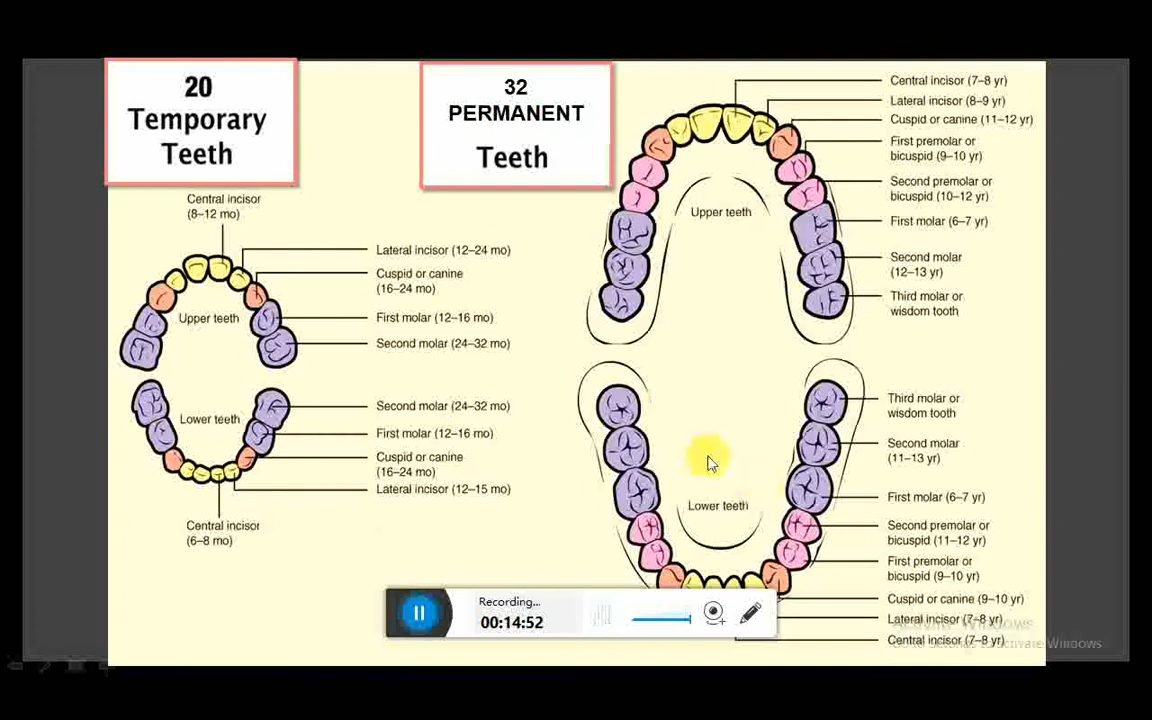 20
Temporary
Teeth
32
PERMANENT
Teeth
Central incisor
(8–12 mo)
Lateral incisor (12–24 mo)
Cuspid or canine
(16–24 mo)
Upper teeth
First molar (12–16 mo)
Second molar (24–32 mo)
Second molar (24–32 mo)
Lower teeth
First molar (12–16 mo)
Cuspid or canine
(16–24 mo)
Lateral incisor (12–15 mo)
Central incisor
(6–8 mo)
Central incisor (7–8 yr)
Lateral incisor (8–9 yr)
Cuspid or canine (11–12 yr)
First premolar or
bicuspid (9–10 yr)
Second premolar or
bicuspid (10–12 yr)
Upper teeth
First molar (6–7 yr)
Second molar
(12–13 yr)
Third molar or
wisdom tooth
Third molar or
wisdom tooth
Second molar
(11–13 yr)
Lower teeth
First molar (6–7 yr)
Second premolar or
bicuspid (11–12 yr)
First premolar or
bicuspid (9–10 yr)
Cuspid or canine (9–10 yr)
Lateral incisor (7–8 yr)
Central incisor (7–8 yr)
Recording...
00:14:52
Activate Windows
Go to Settings to activate Windows